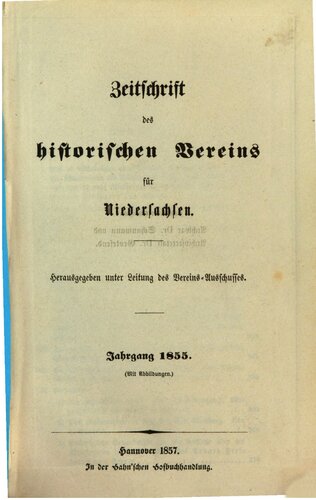 Zeitschrift
des
historischen Vereins
für
Niedersachsen.
Herausgegeben unter Leitung des Vereins-Ausschusses.
Jahrgang 1855.
(Mit Abbildungen.)
Hannover 1857.
In der Hahn'schen Hofbuchhandlung.